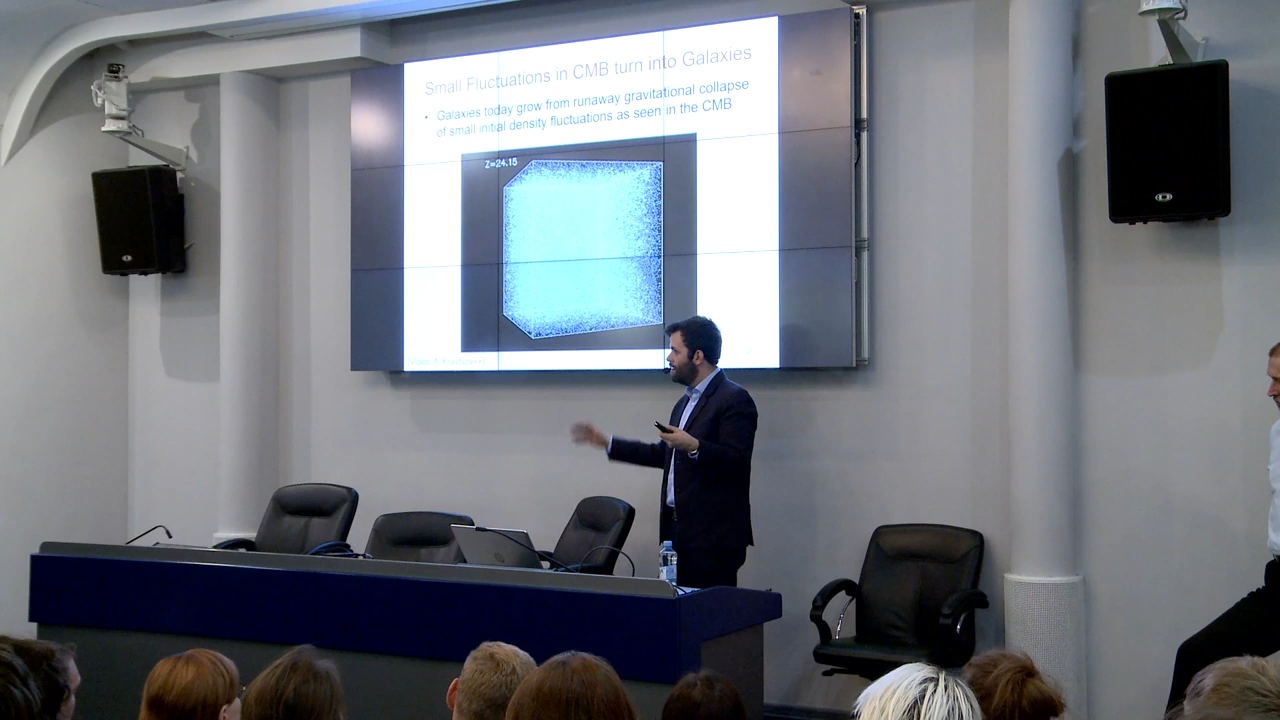 Small Fluctuations in CMB turn into Galaxies
• Galaxies today grow from runaway gravitational collapse
of small initial density fluctuations as seen in the CMB
Z=24.15